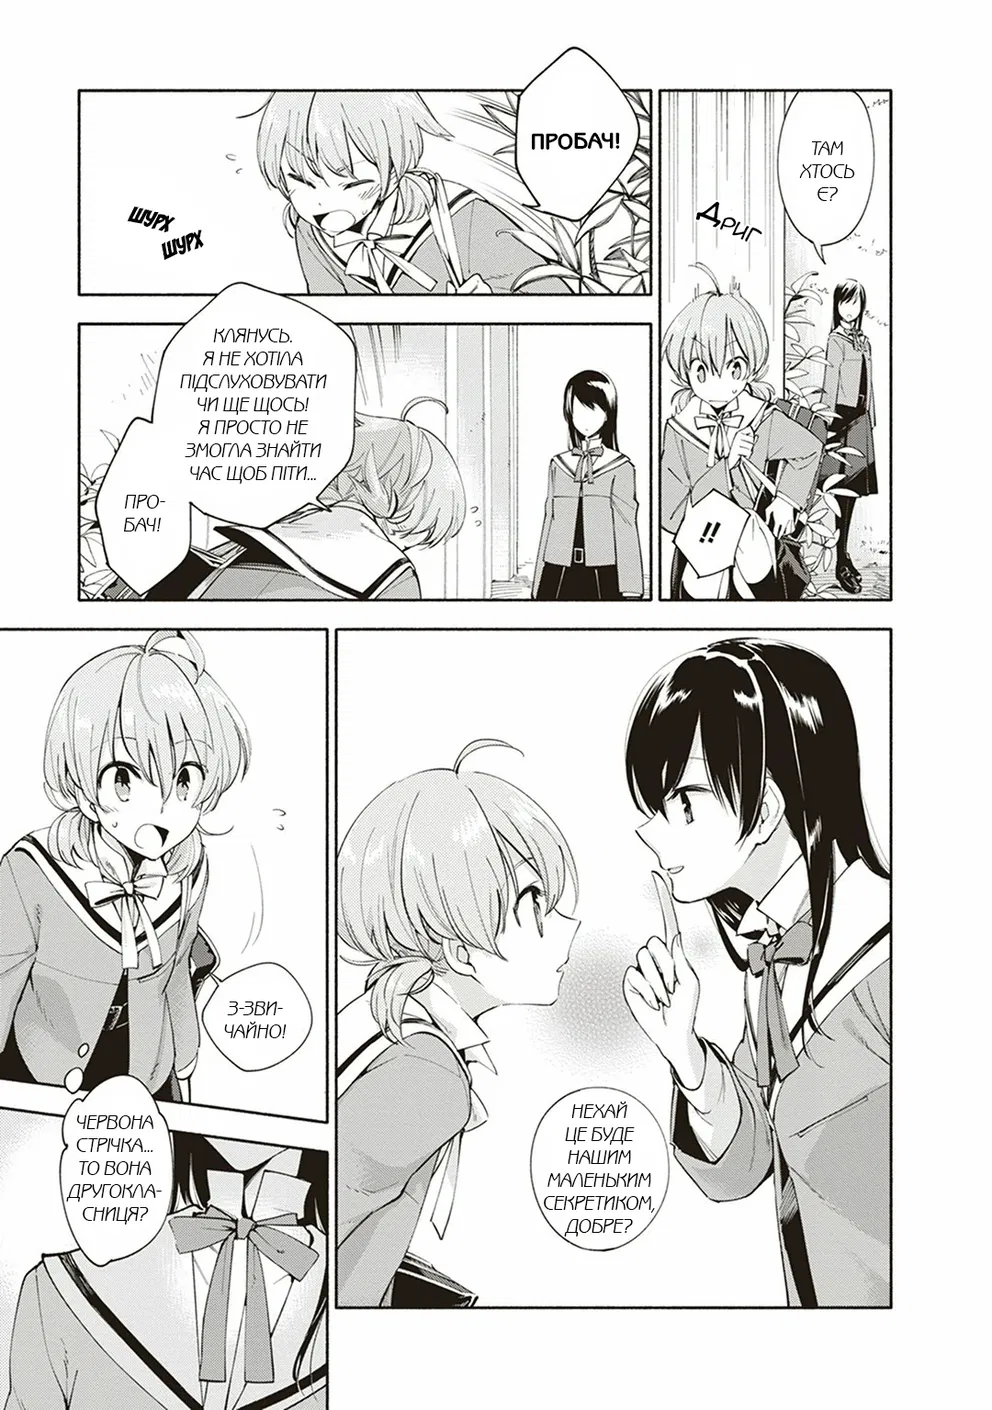 ТАМ
ХТОСЬ
Є?
ДРИГ
!!
ПРОБАЧ!
ШУРХ
ШУРХ
КЛЯНУСЬ.
Я НЕ ХОТІЛА
ПІДСЛУХОВУВАТИ
ЧИ ЩЕ ЩОСЬ!
Я ПРОСТО НЕ
ЗМОГЛА ЗНАЙТИ
ЧАС ЩОБ ПІТИ...
ПРО-
БАЧ!
НЕХАЙ
ЦЕ БУДЕ
НАШИМ
МАЛЕНЬКИМ
СЕКРЕТИКОМ,
ДОБРЕ?
З-ЗВИ-
ЧАЙНО!
ЧЕРВОНА
СТРІЧКА...
ТО ВОНА
ДРУГОКЛА-
СНИЦЯ?